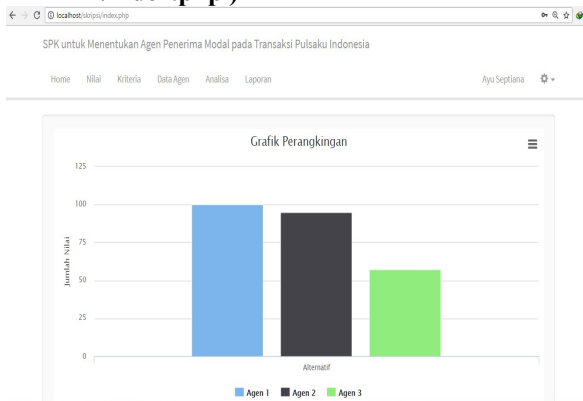 localhost/skripsi/index.php
SPK untuk Menentukan Agen Penerima Modal pada Transaksi Pulsaku Indonesia
Home Nilai Kriteria Data Agen Analisa Laporan Ayu Septiana
Grafik Perangkingan
Jumlah Nilai
125
100
75
50
25
0
Alternatif
Agen 1 Agen 2 Agen 3